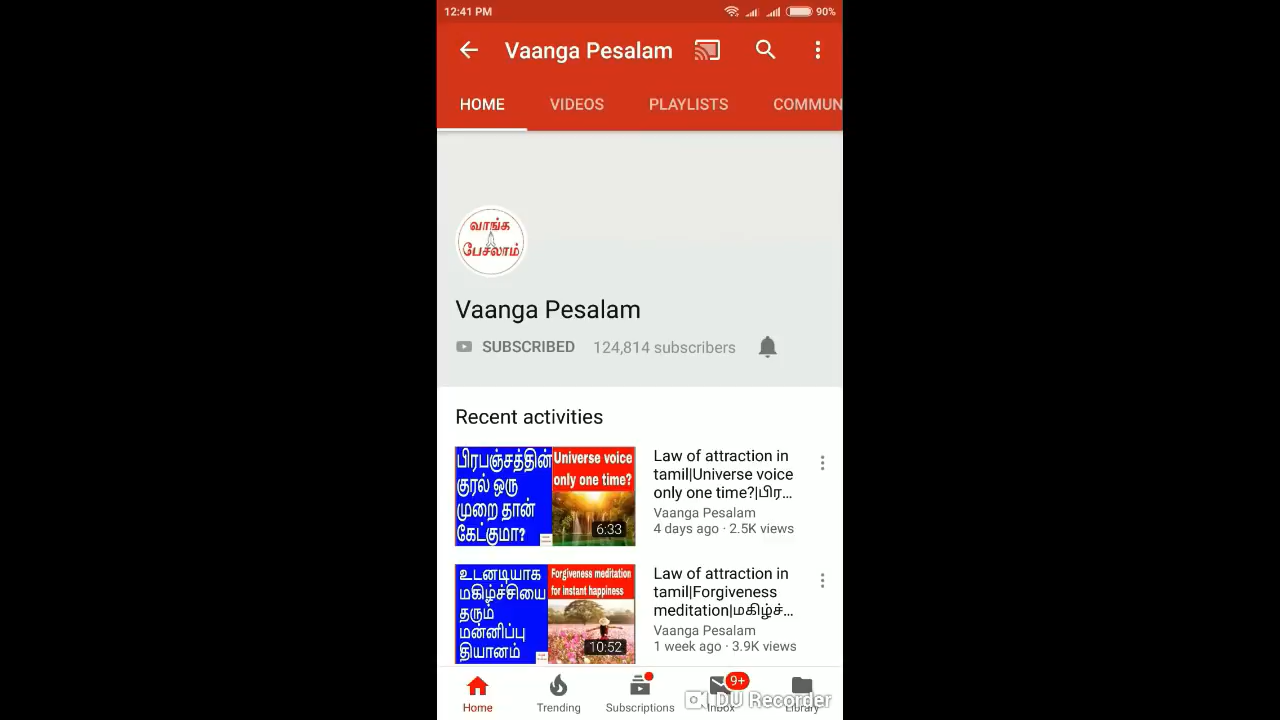 12:41 PM
90%
Vaanga Pesalam
HOME VIDEOS PLAYLISTS COMMUN
வாங்க
பேசலாம்
Vaanga Pesalam
SUBSCRIBED 124,814 subscribers
Recent activities
பிரபஞ்சத்தின்
குரல் ஒரு
முறை தான்
கேட்குமா?
Universe voice
only one time?
6:33
Law of attraction in
tamil|Universe voice
only one time?|பிர...
Vaanga Pesalam
4 days ago · 2.5K views
உடனடியாக
மகிழ்ச்சியை
தரும்
மன்னிப்பு
தியானம்
Forgiveness meditation
for instant happiness
10:52
Law of attraction in
tamil|Forgiveness
meditation|மகிழ்ச்...
Vaanga Pesalam
1 week ago · 3.9K views
9+
Home Trending Subscriptions Inbox Library
DU Recorder